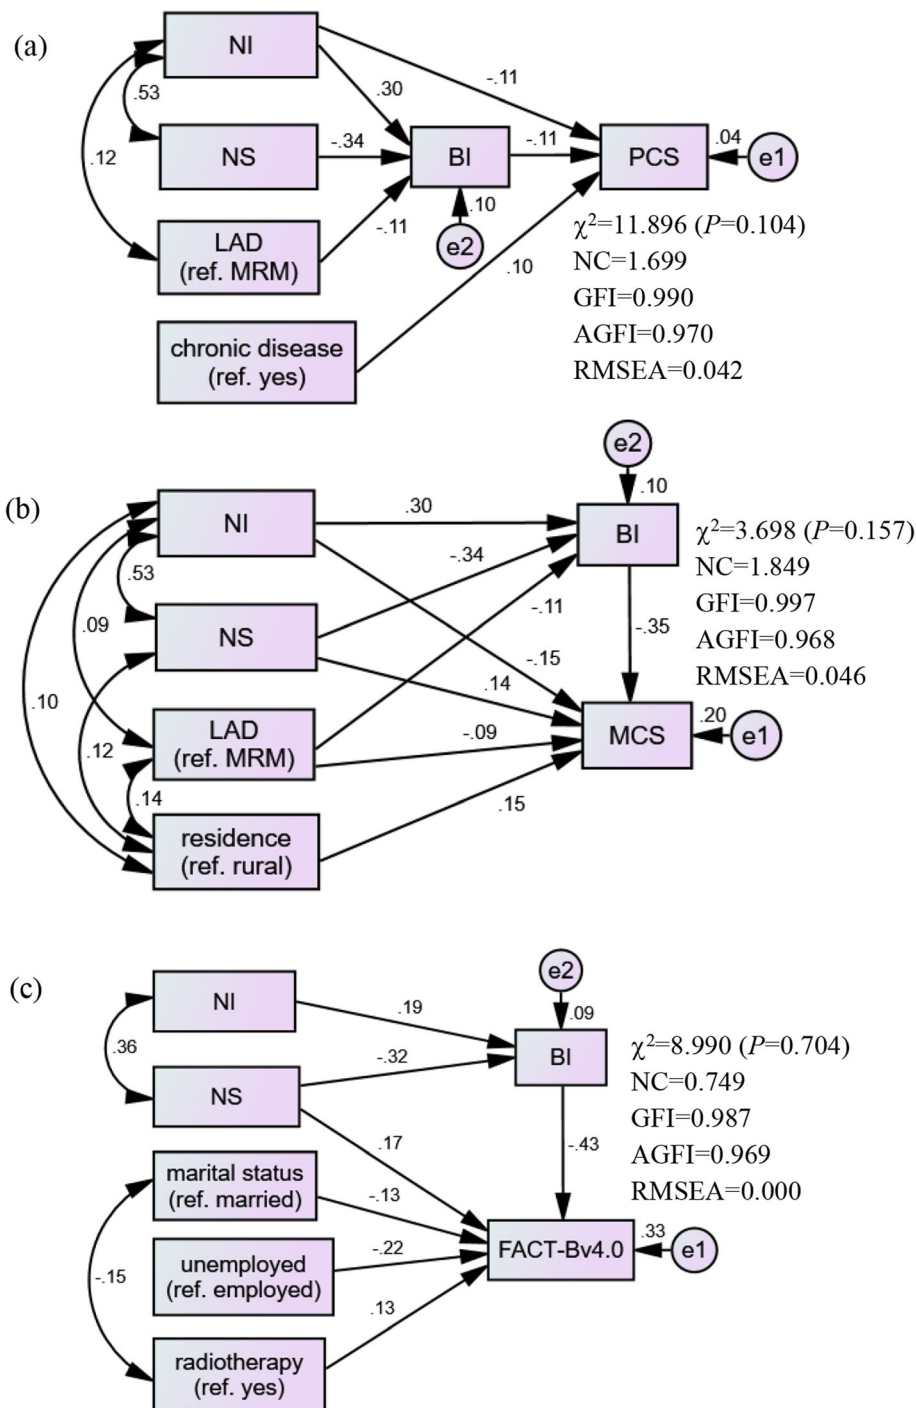 (a)
NI
-.11
.53
.30
NS
-.34
BI
-.11
PCS
.04
e1
.12
.10
-.11
e2
LAD
(ref. MRM)
.10
χ²=11.896 (P=0.104)
NC=1.699
GFI=0.990
AGFI=0.970
RMSEA=0.042
chronic disease
(ref. yes)
(b)
e2
.10
NI
.30
BI
-.34
.53
χ²=3.698 (P=0.157)
NC=1.849
GFI=0.997
AGFI=0.968
RMSEA=0.046
-.11
.09
NS
-.35
-.15
.14
.10
LAD
(ref. MRM)
-.09
MCS
.20
e1
.12
.14
.15
residence
(ref. rural)
(c)
e2
.09
NI
.19
BI
.36
-.32
χ²=8.990 (P=0.704)
NC=0.749
GFI=0.987
AGFI=0.969
RMSEA=0.000
NS
.17
-.43
marital status
(ref. married)
-.13
FACT-Bv4.0
.33
e1
-.22
unemployed
(ref. employed)
-.15
.13
radiotherapy
(ref. yes)